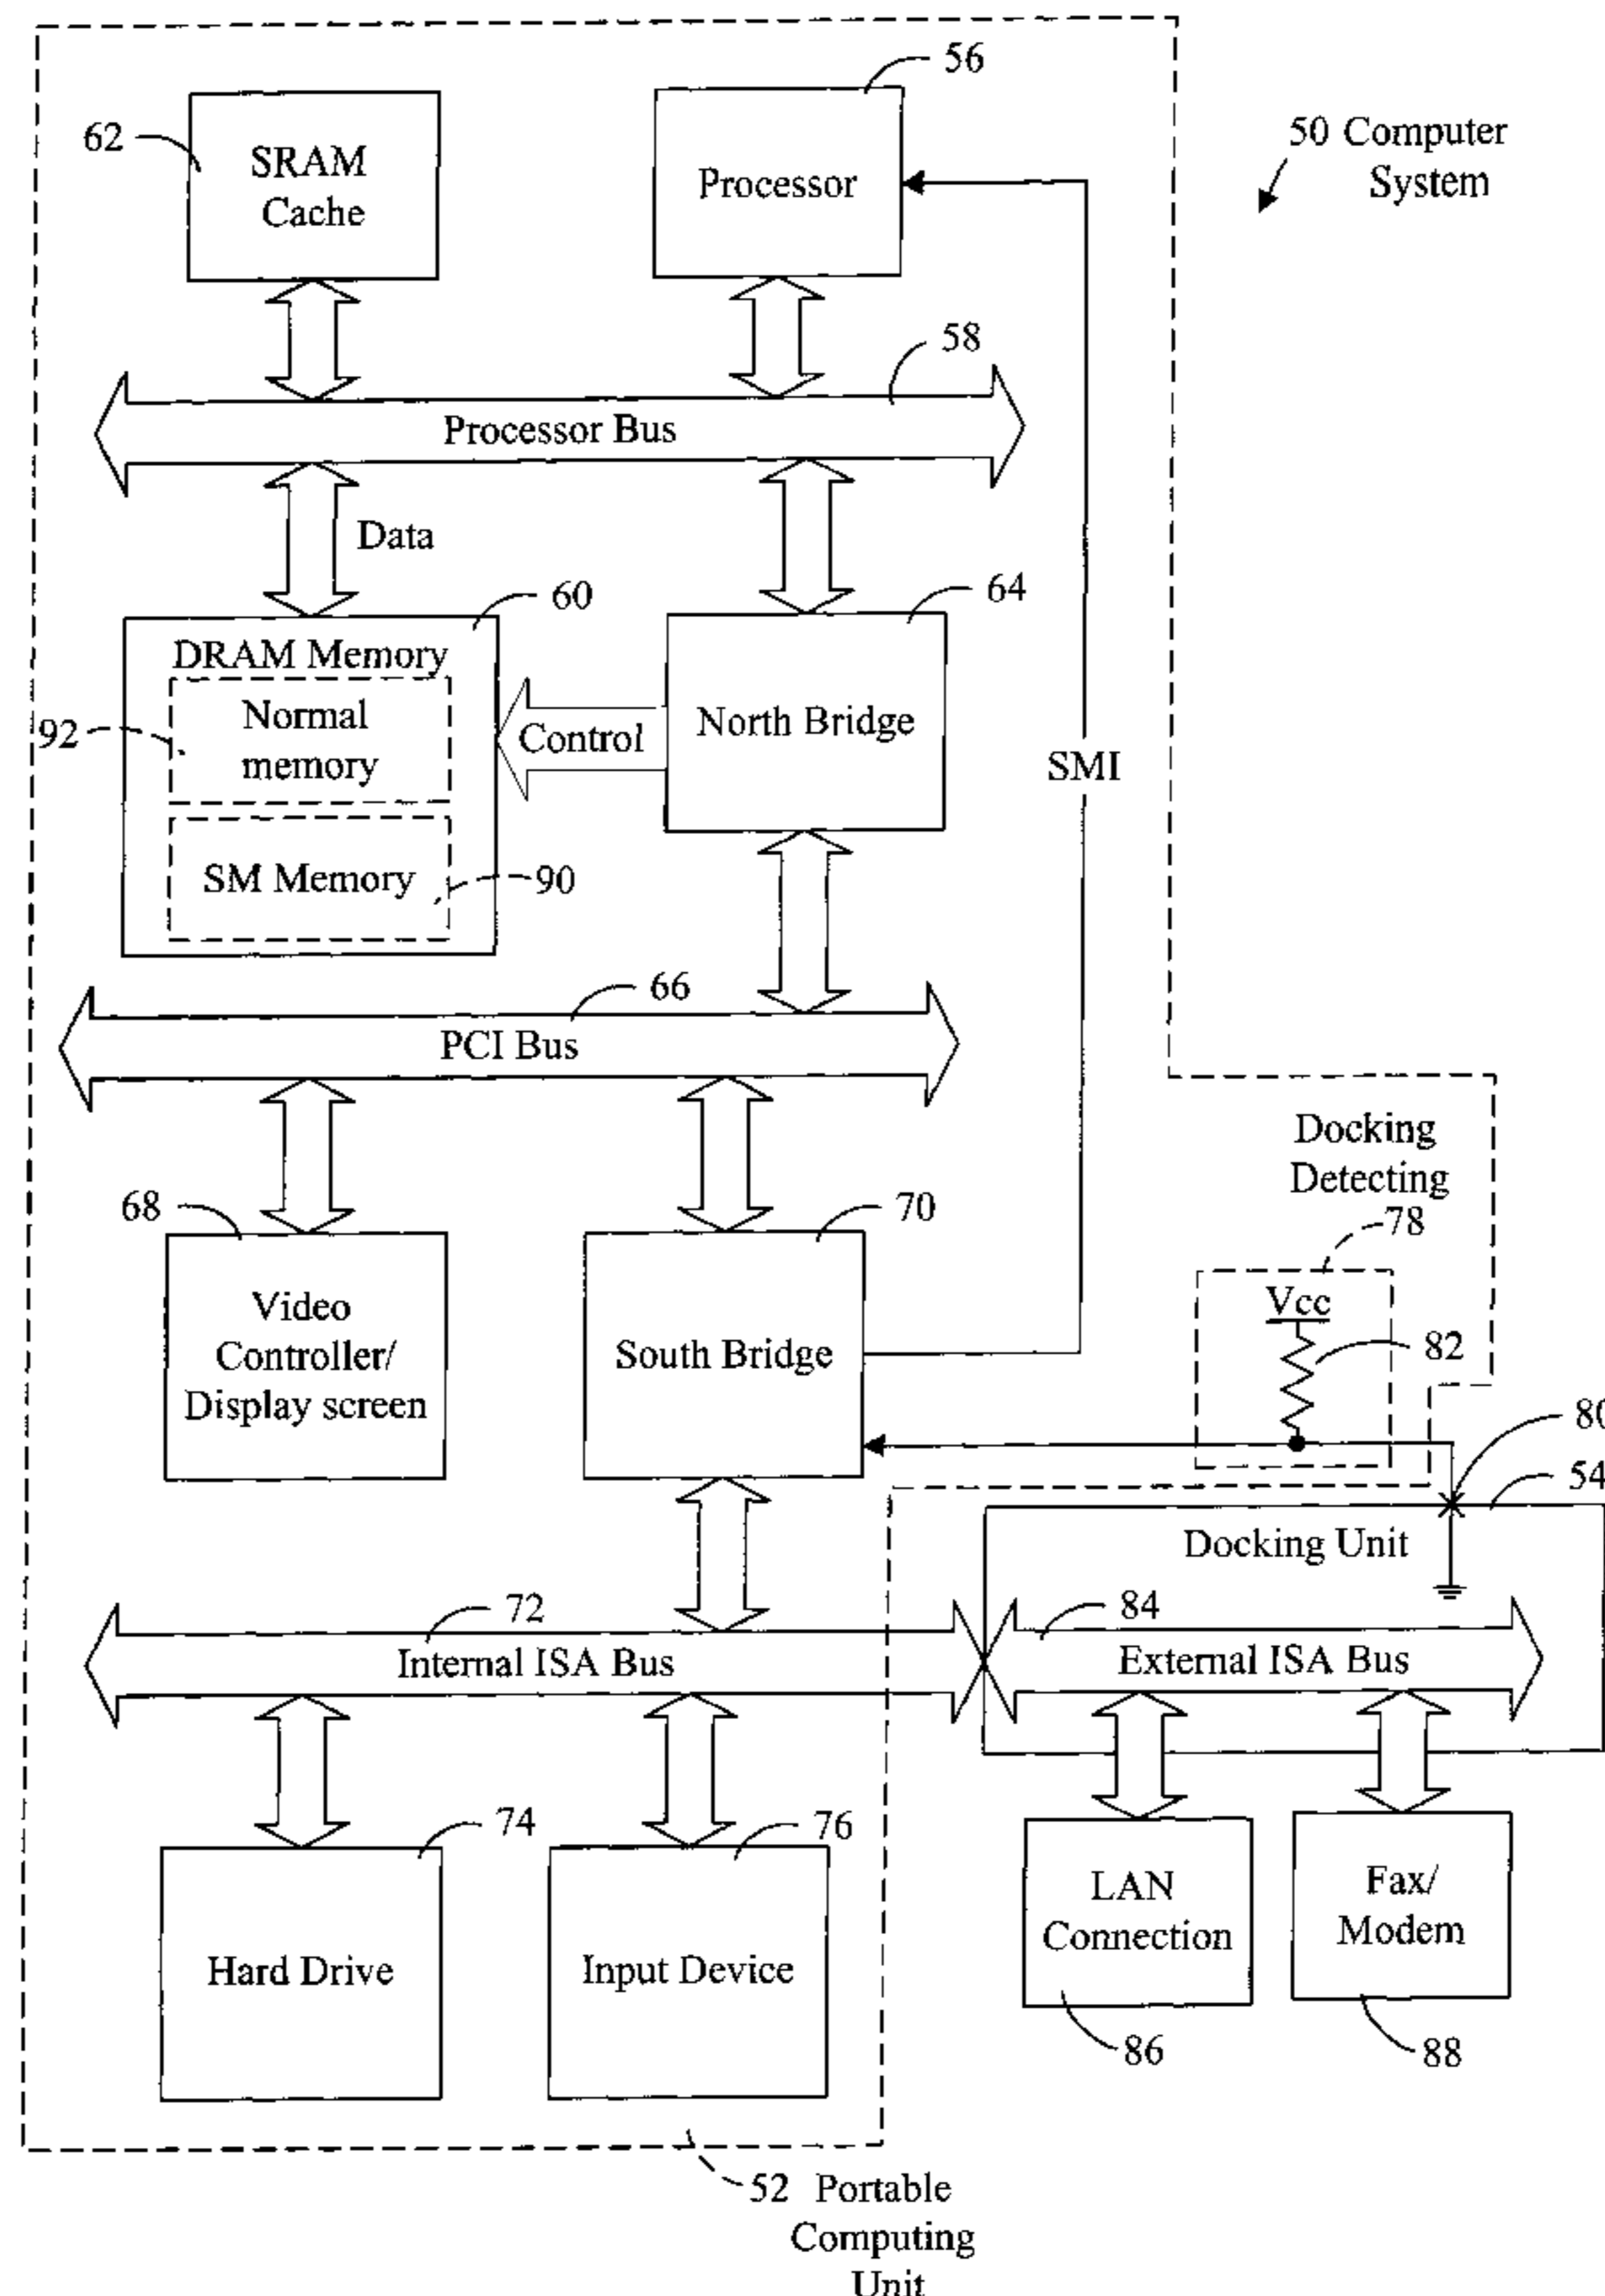 56
62
SRAM
Cache
Processor
50 Computer
System
58
Processor Bus
Data
60
64
DRAM Memory
Normal
memory
92
Control
North Bridge
SMI
SM Memory
90
66
PCI Bus
Docking
Detecting
68
70
78
Vcc
Video
Controller/
Display screen
South Bridge
82
80
54
Docking Unit
72
84
Internal ISA Bus
External ISA Bus
74
76
LAN
Connection
Fax/
Modem
Hard Drive
Input Device
86
88
52 Portable
Computing
Unit